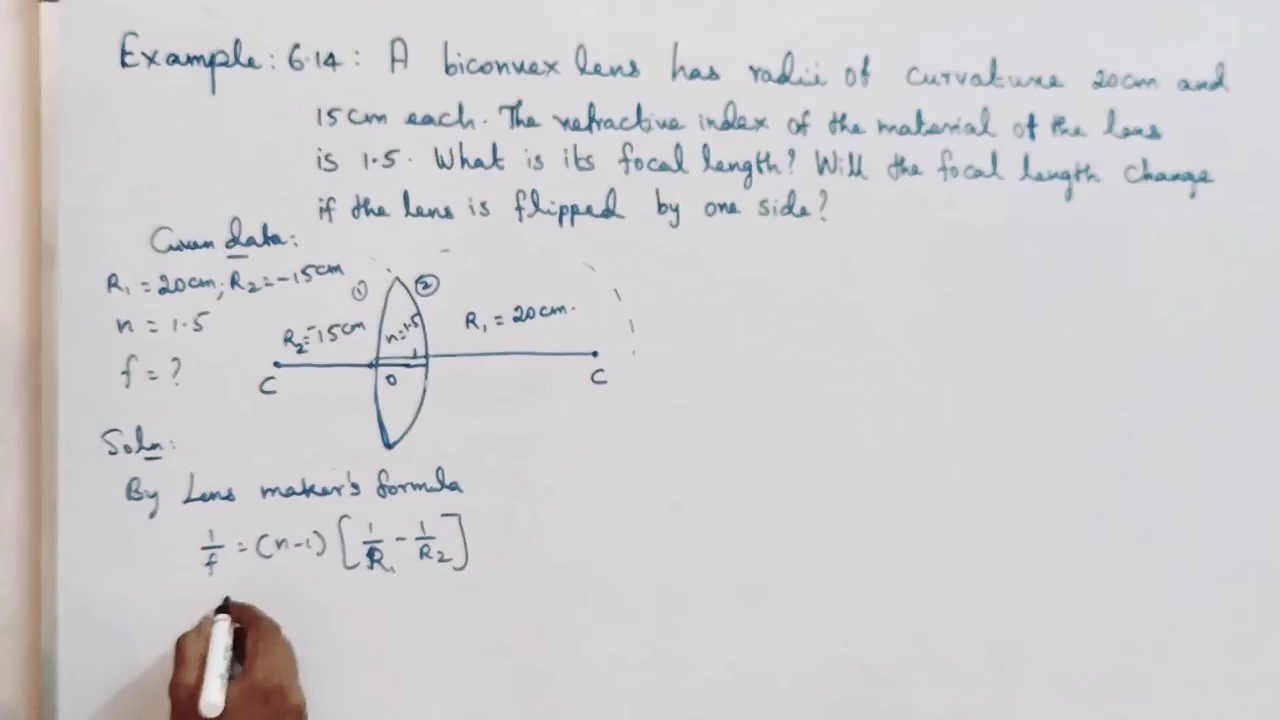 Example: 6.14: A biconvex lens has radii of curvature 20cm and
15cm each. The refractive index of the material of the lens
is 1.5. What is its focal length? Will the focal length change
if the lens is flipped by one side?
Given data:
R₁ = 20cm; R₂ = -15cm
n = 1.5
f = ?
① ②
R₂=-15cm n=1.5 R₁ = 20cm.
C O C
Soln:
By Lens maker's formula
1/f = (n-1) [1/R₁ - 1/R₂]